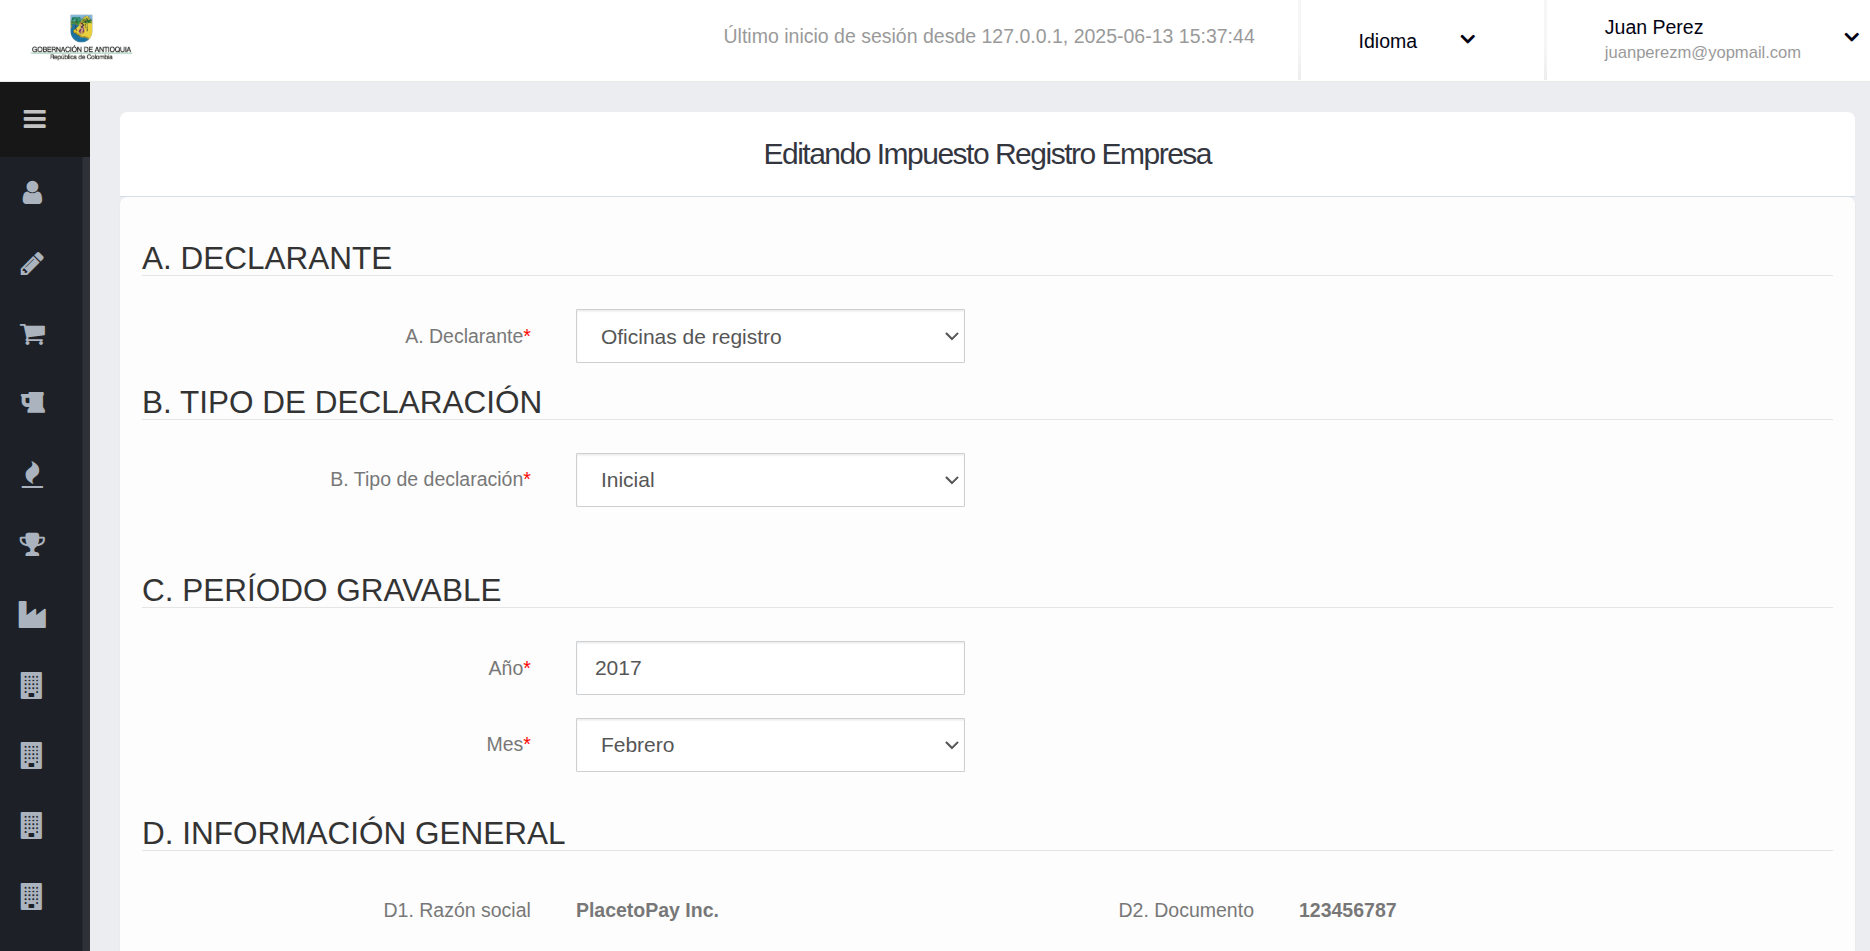 GOBERNACIÓN DE ANTIOQUIA
República de Colombia
Último inicio de sesión desde 127.0.0.1, 2025-06-13 15:37:44
Idioma
Juan Perez
juanperezm@yopmail.com
Editando Impuesto Registro Empresa
A. DECLARANTE
A. Declarante*
Oficinas de registro
B. TIPO DE DECLARACIÓN
B. Tipo de declaración*
Inicial
C. PERÍODO GRAVABLE
Año*
2017
Mes*
Febrero
D. INFORMACIÓN GENERAL
D1. Razón social
PlacetoPay Inc.
D2. Documento
123456787